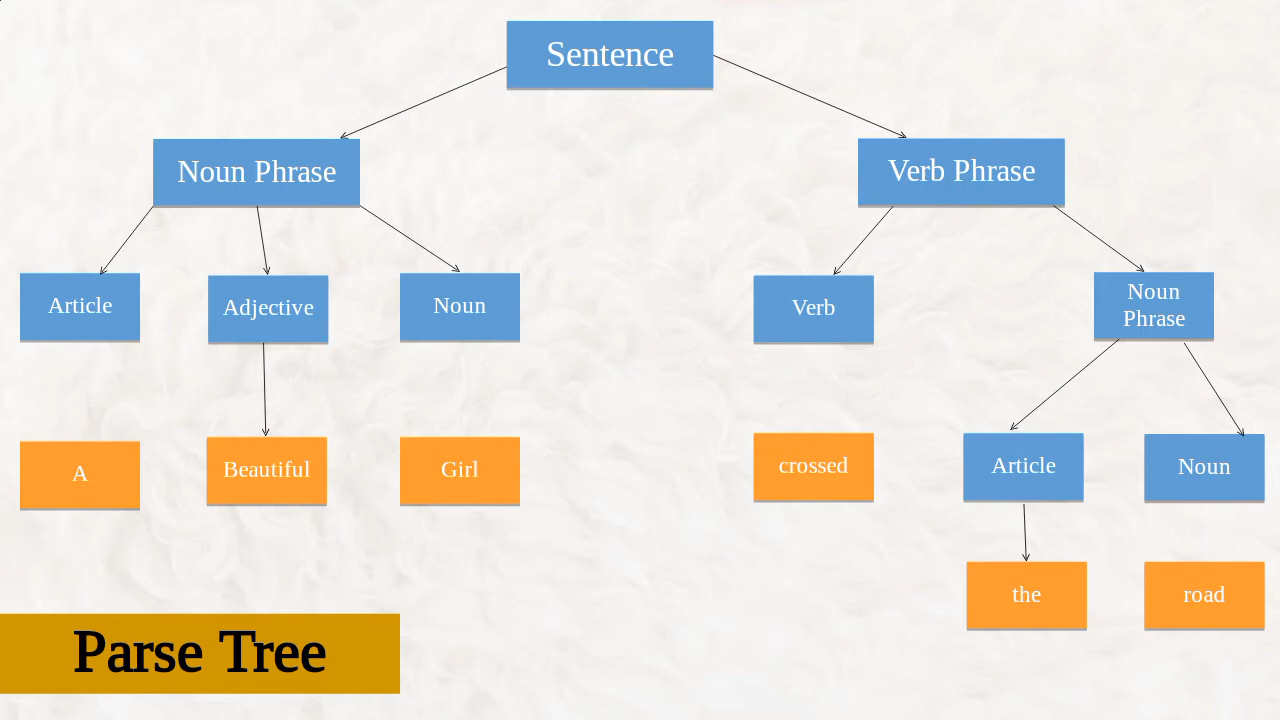 Sentence
Noun Phrase
Verb Phrase
Article
Adjective
Noun
Verb
Noun
Phrase
A
Beautiful
Girl
crossed
Article
Noun
the
road
Parse Tree